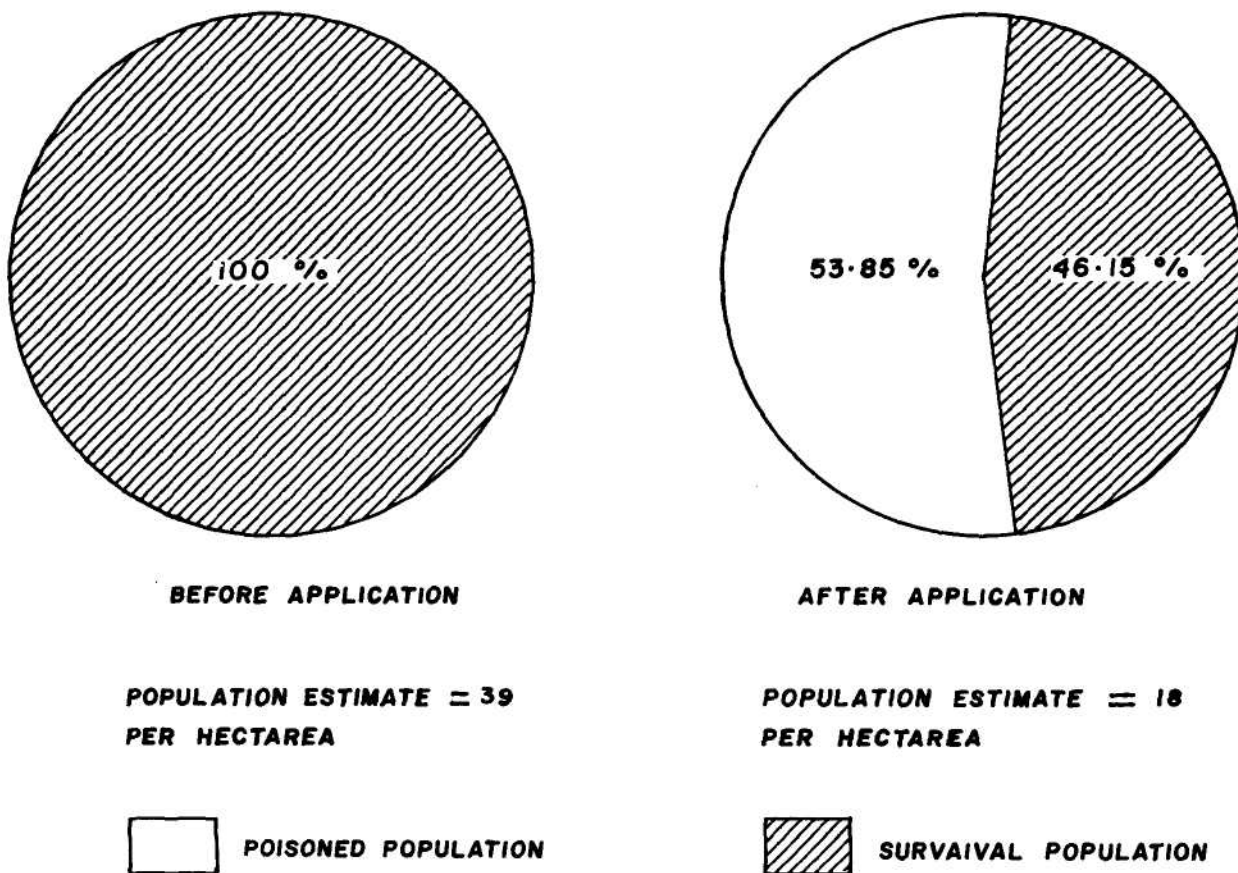 100 %
53.85 %
46.15 %
BEFORE APPLICATION
AFTER APPLICATION
POPULATION ESTIMATE = 39
PER HECTAREA
POPULATION ESTIMATE = 18
PER HECTAREA
POISONED POPULATION
SURVAIVAL POPULATION